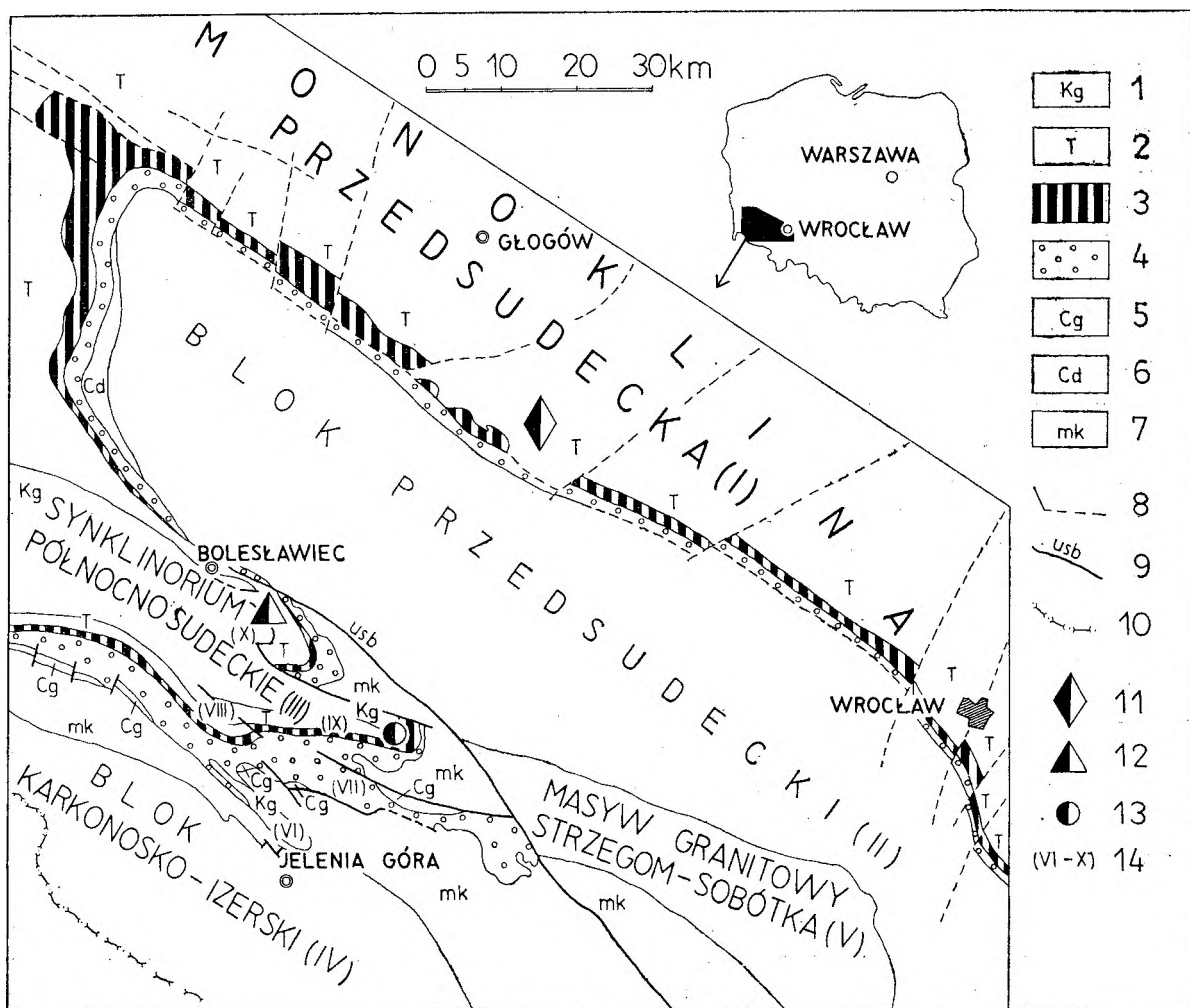 MONOKLINA
PRZEDSUDECKA (I)
0 5 10 20 30km
WARSZAWA
WROCŁAW
T
T
T
T
T
T
T
T
T
T
T
T
T
T
GŁOGÓW
BLOK PRZEDSUDECKI (II)
Cd
Kg
SYNKLINORIUM
PÓŁNOCNOSUDECKIE (III)
BOLESŁAWIEC
(X)
T
usb
mk
T
Cg
Cg
(VIII)
T
(IX)
Kg
mk
mk
Cg
Kg
Cg
(VI)
(VII)
Cg
BLOK
KARKONOSKO-IZERSKI (IV)
JELENIA GÓRA
mk
mk
MASYW GRANITOWY
STRZEGOM-SOBÓTKA (V)
WROCŁAW
Kg 1
T 2
3
4
Cg 5
Cd 6
mk 7
8
usb 9
10
11
12
13
(VI-X) 14